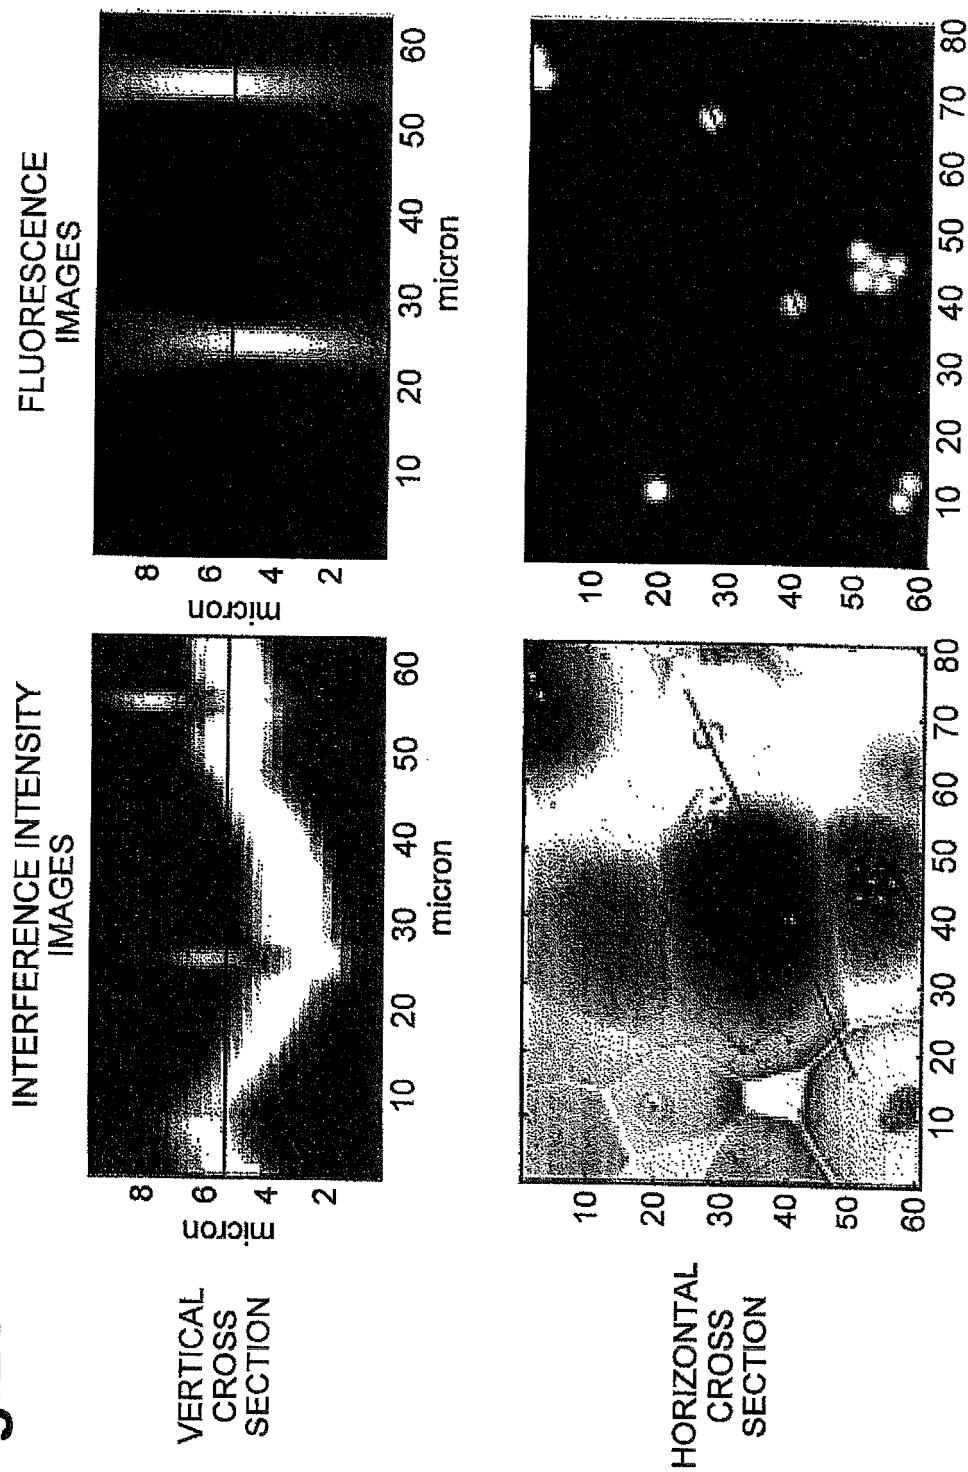 INTERFERENCE INTENSITY
IMAGES
FLUORESCENCE
IMAGES
VERTICAL
CROSS
SECTION
micron
8
6
4
2
10 20 30 40 50 60
micron
micron
8
6
4
2
10 20 30 40 50 60
micron
HORIZONTAL
CROSS
SECTION
10
20
30
40
50
60
10 20 30 40 50 60 70 80
10
20
30
40
50
60
10 20 30 40 50 60 70 80